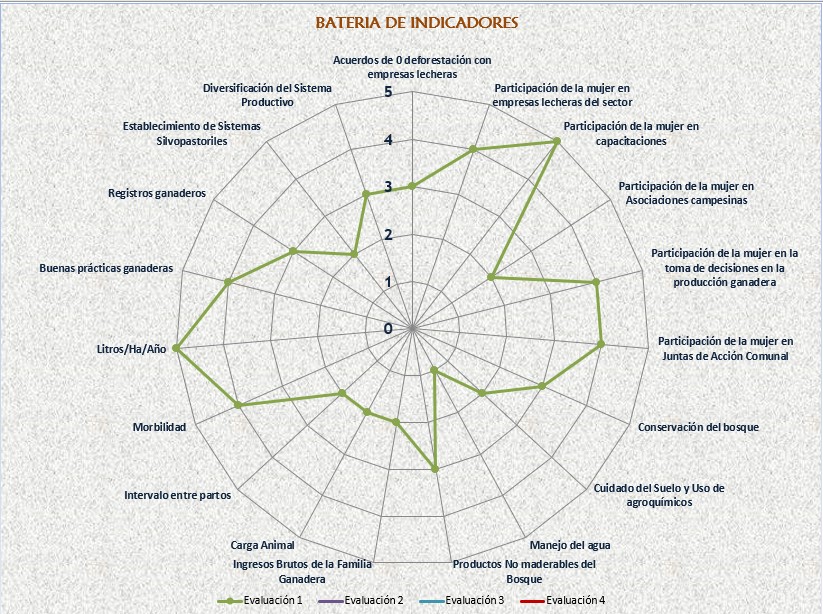 BATERIA DE INDICADORES
Acuerdos de 0 deforestación con
empresas lecheras
Participación de la mujer en
empresas lecheras del sector
Participación de la mujer en
capacitaciones
Participación de la mujer en
Asociaciones campesinas
Participación de la mujer en la
toma de decisiones en la
producción ganadera
Participación de la mujer en
Juntas de Acción Comunal
Conservación del bosque
Cuidado del Suelo y Uso de
agroquímicos
Manejo del agua
Productos No maderables del
Bosque
Ingresos Brutos de la Familia
Ganadera
Carga Animal
Intervalo entre partos
Morbilidad
Litros/Ha/Año
Buenas prácticas ganaderas
Registros ganaderos
Establecimiento de Sistemas
Silvopastoriles
Diversificación del Sistema
Productivo
5
4
3
2
1
0
Evaluación 1
Evaluación 2
Evaluación 3
Evaluación 4